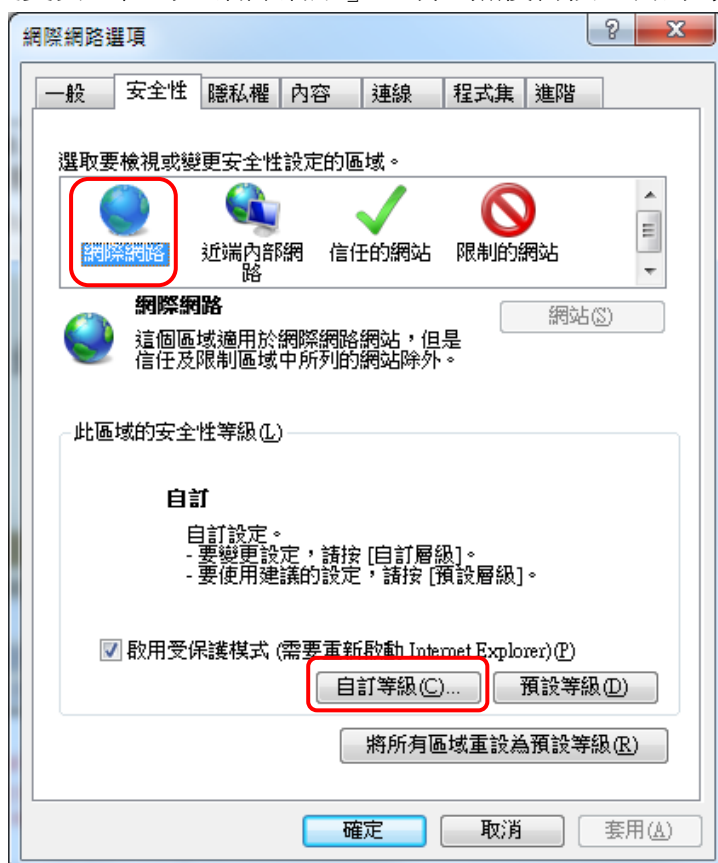 網際網路選項
一般 安全性 隱私權 內容 連線 程式集 進階
選取要檢視或變更安全性設定的區域。
網際網路 近端內部網路 信任的網站 限制的網站
網際網路
網站(S)
這個區域適用於網際網路網站，但是
信任及限制區域中所列的網站除外。
此區域的安全性等級(L)
自訂
自訂設定。
- 要變更設定，請按 [自訂層級]。
- 要使用建議的設定，請按 [預設層級]。
啟用受保護模式 (需要重新啟動 Internet Explorer)(P)
自訂等級(C)... 預設等級(D)
將所有區域重設為預設等級(R)
確定 取消 套用(A)